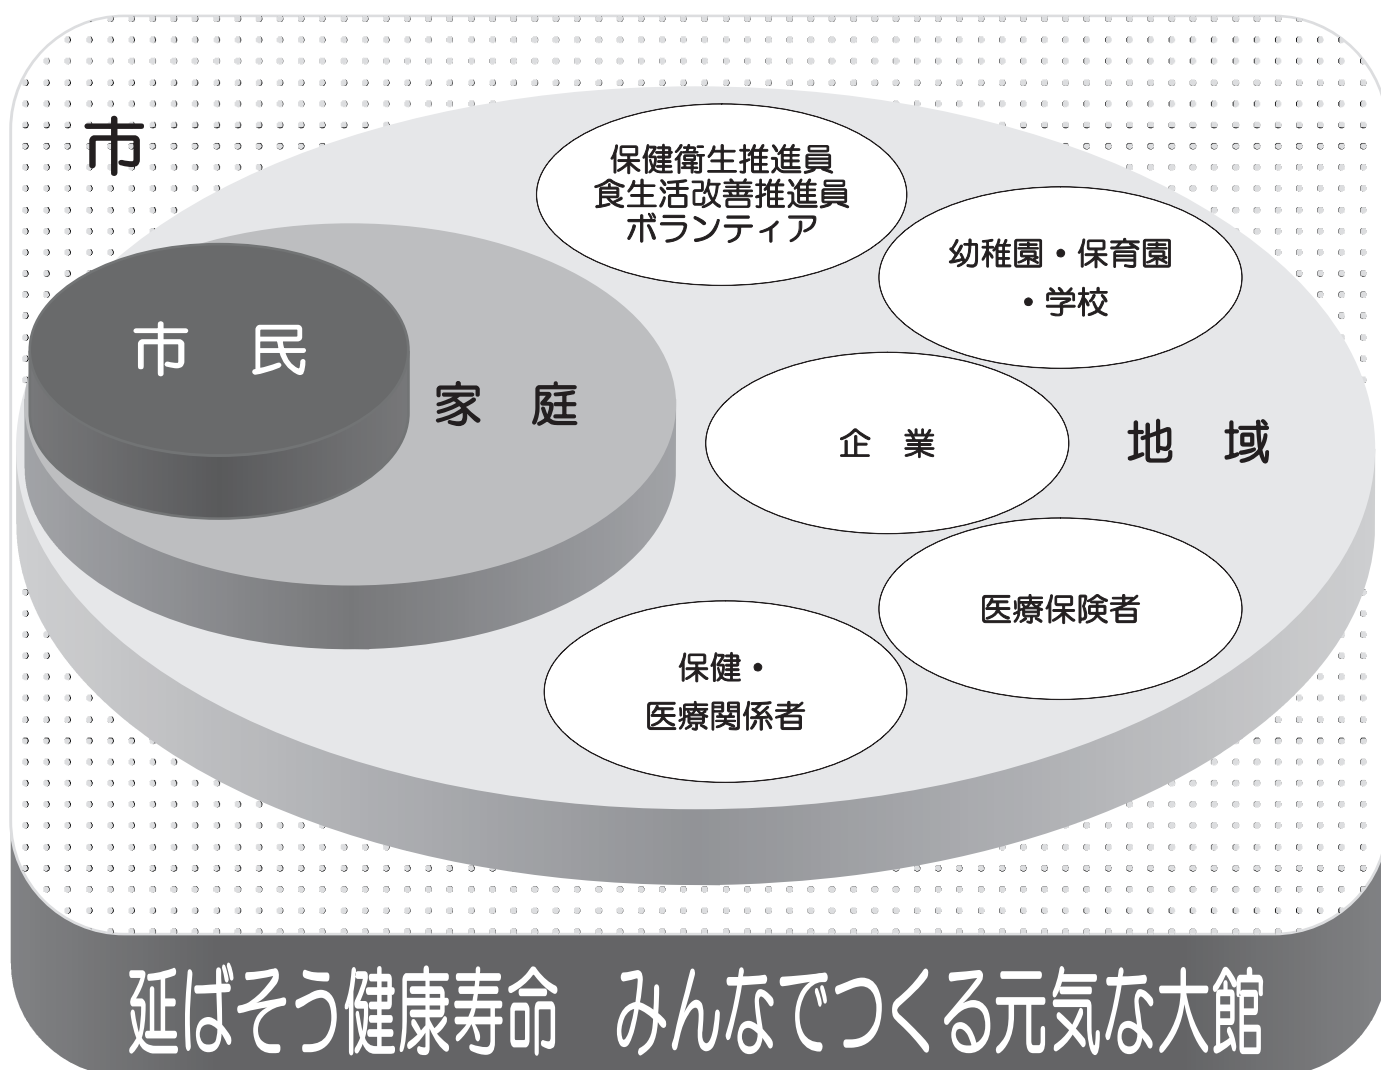 市
保健衛生推進員
食生活改善推進員
ボランティア
幼稚園・保育園
・学校
市　民
家　庭
企　業
地　域
医療保険者
保健・
医療関係者
延ばそう健康寿命　みんなでつくる元気な大館